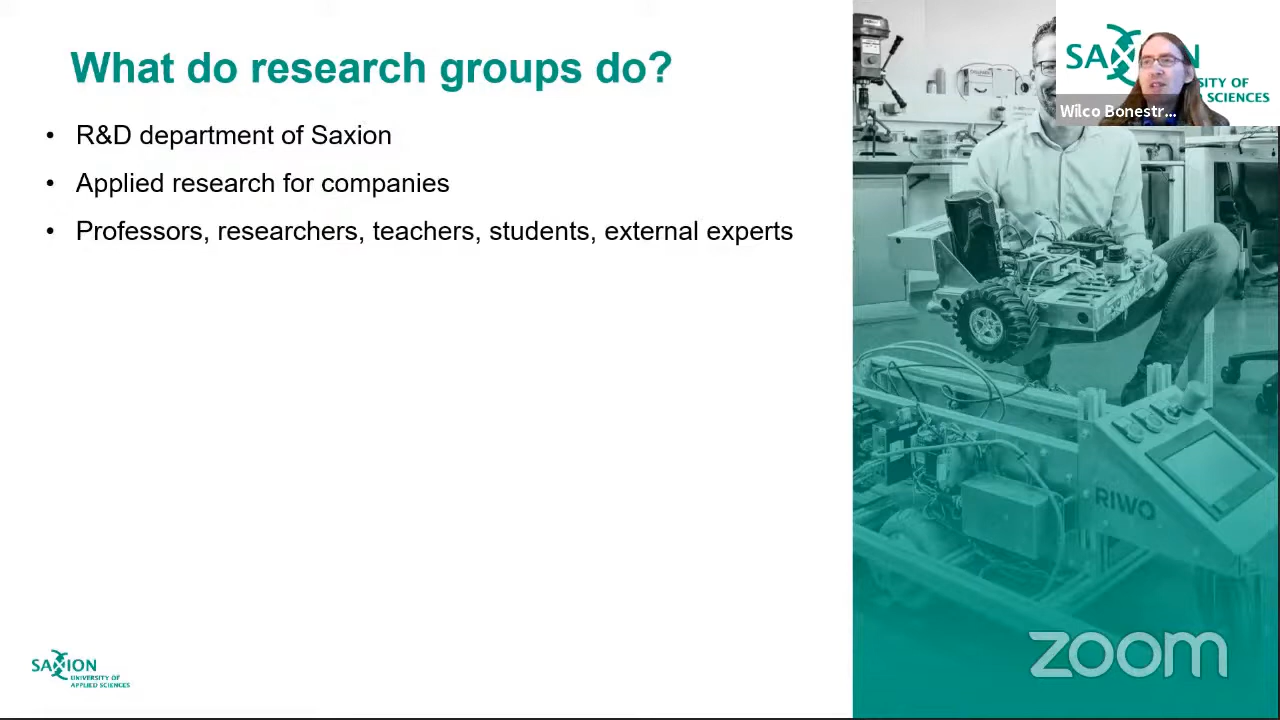 What do research groups do?
• R&D department of Saxion
• Applied research for companies
• Professors, researchers, teachers, students, external experts
SAXION
UNIVERSITY OF
APPLIED SCIENCES
SAXION
SITY OF
SCIENCES
Wilco Bonestr...
RIWO
zoom